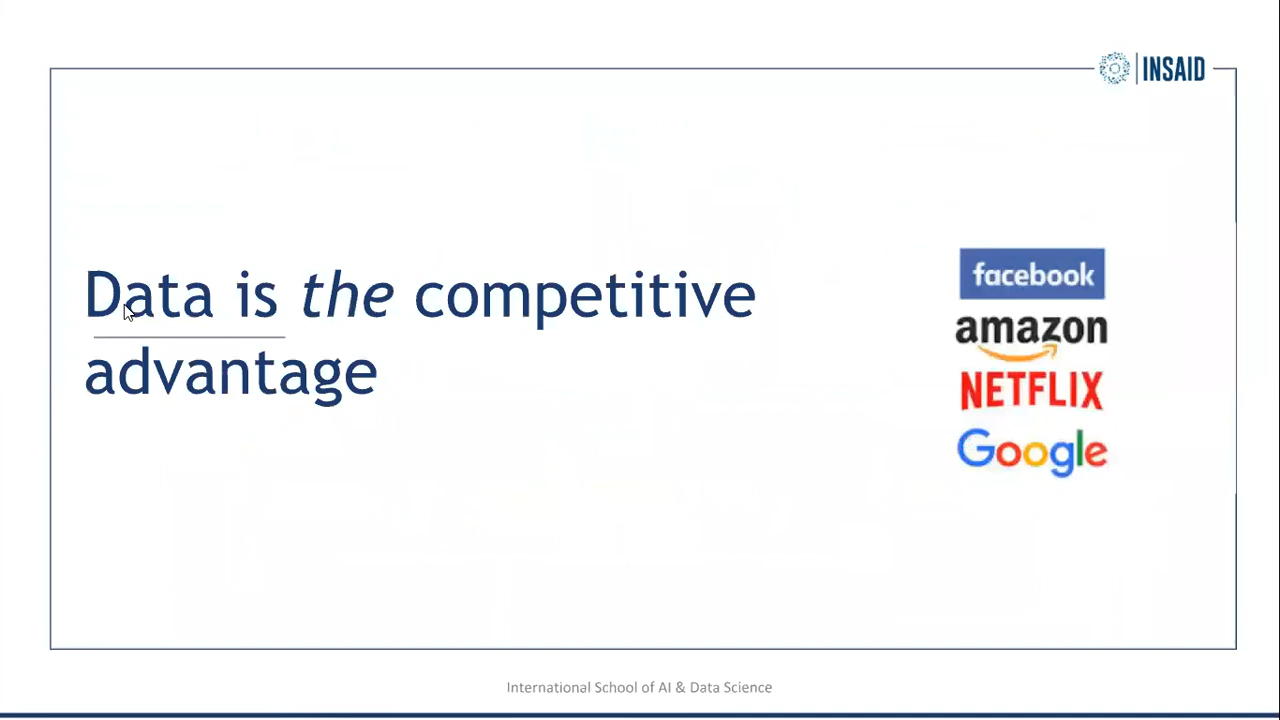 INSAID
Data is the competitive
advantage
facebook
amazon
NETFLIX
Google
International School of AI & Data Science